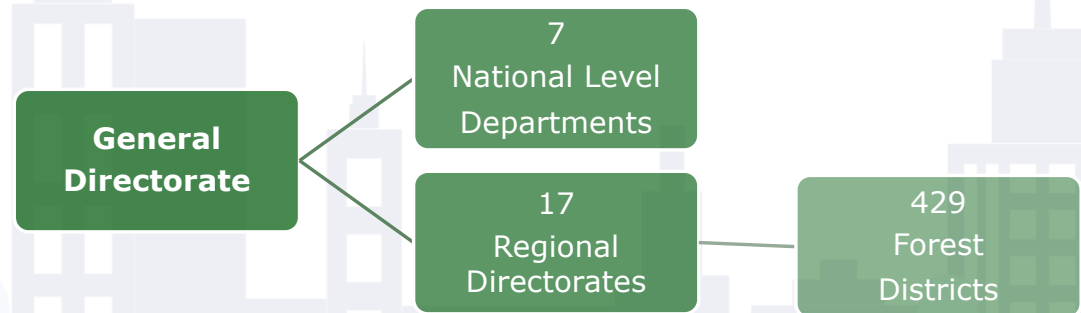 General
Directorate
7
National Level
Departments
17
Regional
Directorates
429
Forest
Districts